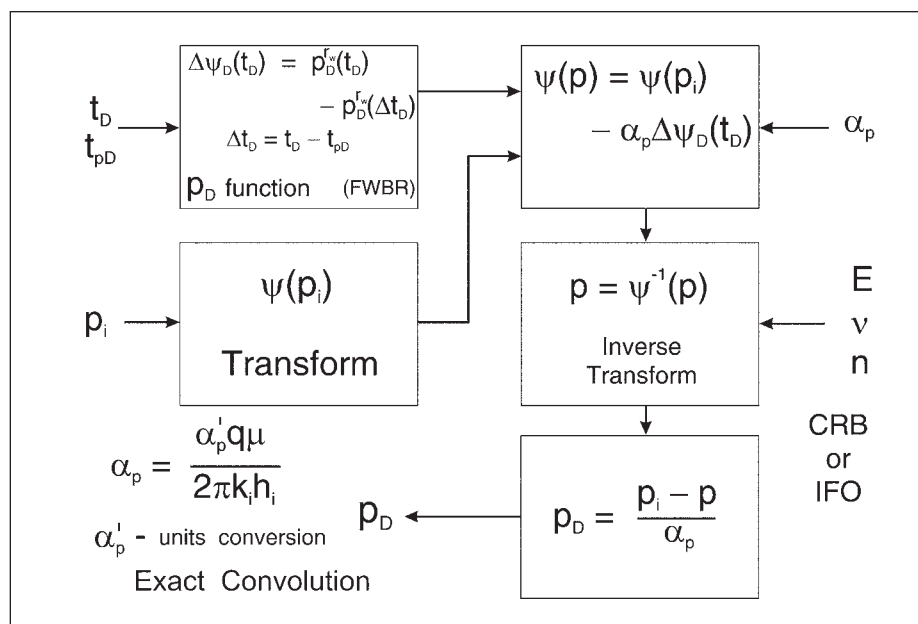 t_D
t_pD
Δψ_D(t_D) = p_D^{r_w}(t_D)
− p_D^{r_w}(Δt_D)
Δt_D = t_D − t_pD
p_D function (FWBR)
ψ(p) = ψ(p_i)
− α_pΔψ_D(t_D)
α_p
p_i
ψ(p_i)
Transform
p = ψ^{-1}(p)
Inverse
Transform
E
ν
n
CRB
or
IFO
α_p = α_p^' qμ / 2πk_i h_i
α_p^' - units conversion
Exact Convolution
p_D
p_D = p_i − p / α_p